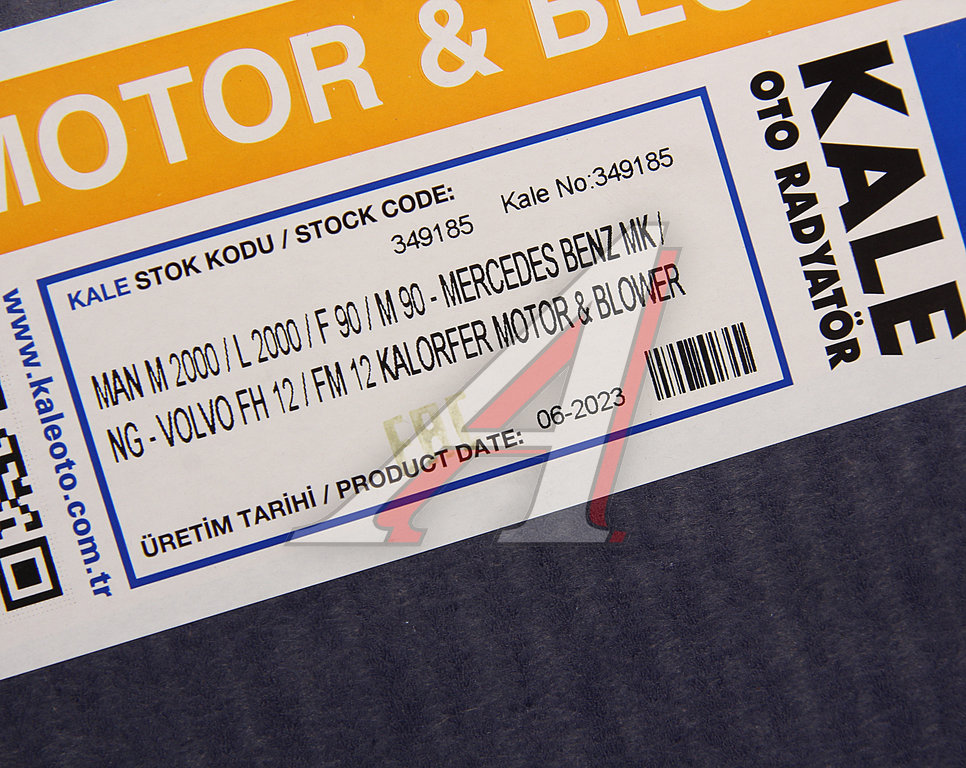 MOTOR & BLO
KALE STOK KODU / STOCK CODE:
349185
Kale No:349185
MAN M 2000 / L 2000 / F 90 / M 90 - MERCEDES BENZ MK /
NG - VOLVO FH 12 / FM 12 KALORFER MOTOR & BLOWER
ÜRETİM TARİHİ / PRODUCT DATE:
06-2023
www.kaleoto.com.tr
KALE
OTO RADYATÖR